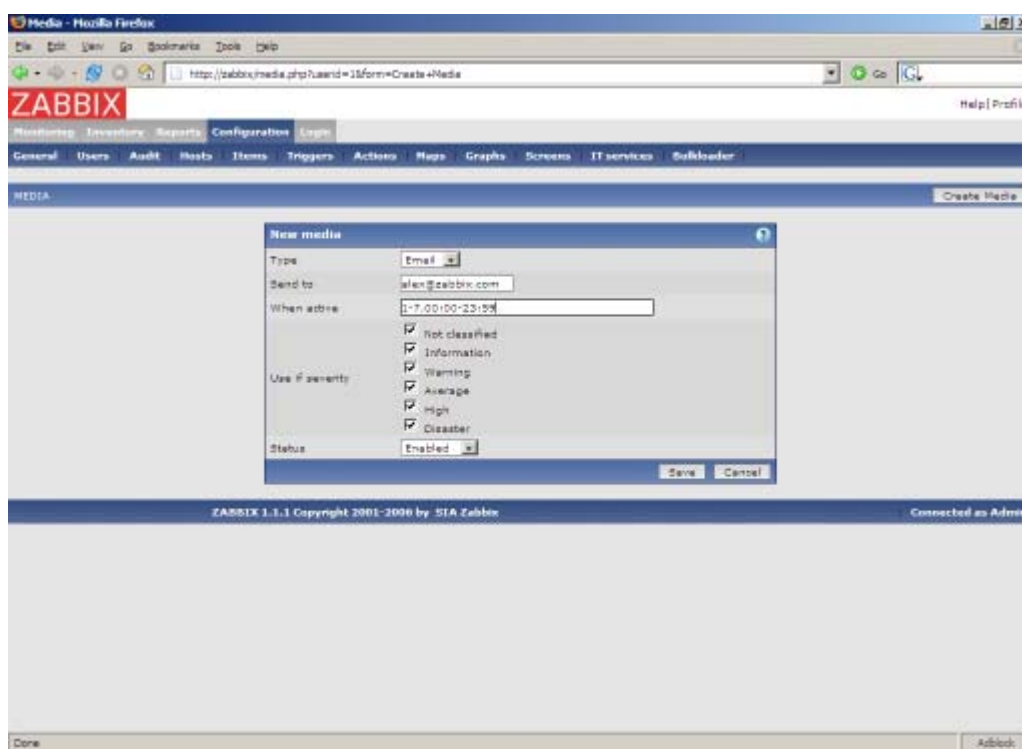 Media - Mozilla Firefox
File Edit View Go Bookmarks Tools Help
http://zabbix/media.php?userid=1&form=Create+Media
Go
G
ZABBIX
Help | Profil
Monitoring Inventory Reports Configuration Login
General Users Audit Hosts Items Triggers Actions Maps Graphs Screens IT services Bulkloader
MEDIA
Create Media
New media
Type Email
Send to alex@zabbix.com
When active 1-7,00:00-23:59
Use if severity
Not classified
Information
Warning
Average
High
Disaster
Status Enabled
Save Cancel
ZABBIX 1.1.1 Copyright 2001-2006 by SIA Zabbix
Connected as Admi
Done
Adblock